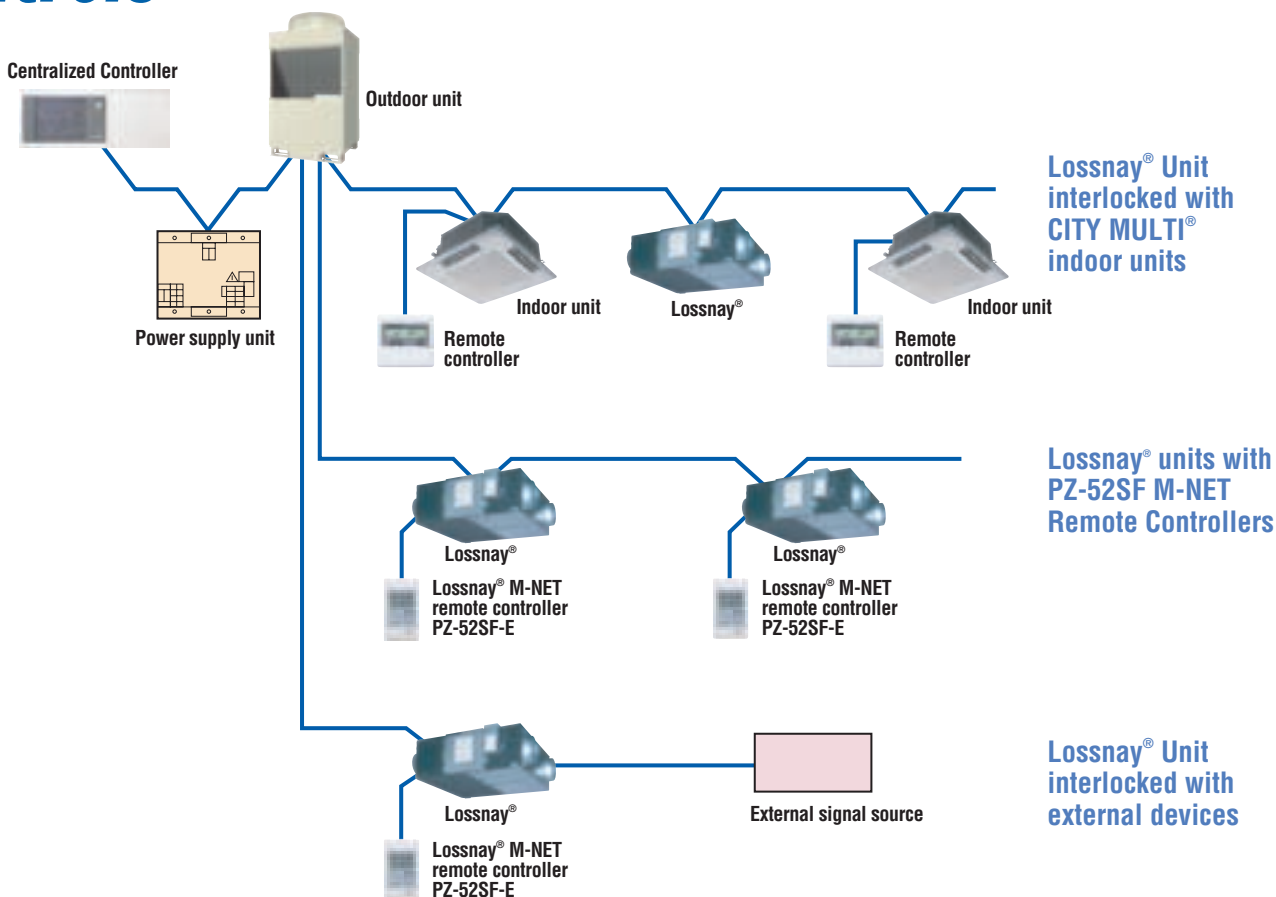 Centralized Controller
Outdoor unit
Power supply unit
Indoor unit
Lossnay®
Indoor unit
Remote
controller
Remote
controller
Lossnay® Unit
interlocked with
CITY MULTI®
indoor units
Lossnay®
Lossnay®
Lossnay® M-NET
remote controller
PZ-52SF-E
Lossnay® M-NET
remote controller
PZ-52SF-E
Lossnay® units with
PZ-52SF M-NET
Remote Controllers
Lossnay®
External signal source
Lossnay® M-NET
remote controller
PZ-52SF-E
Lossnay® Unit
interlocked with
external devices